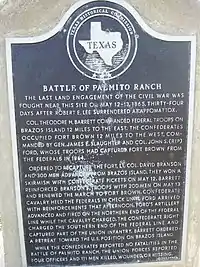 TEXAS HISTORICAL COMMISSION
TEXAS
BATTLE OF PALMITO RANCH
THE LAST LAND ENGAGEMENT OF THE CIVIL WAR WAS
FOUGHT NEAR THIS SITE ON MAY 12-13, 1865, THIRTY-FOUR
DAYS AFTER ROBERT E. LEE SURRENDERED AT APPOMATTOX.
COL. THEODORE H. BARRETT COMMANDED FEDERAL TROOPS ON
BRAZOS ISLAND 12 MILES TO THE EAST. THE CONFEDERATES
OCCUPIED FORT BROWN 12 MILES TO THE WEST, COM-
MANDED BY GEN. JAMES E. SLAUGHTER AND COL. JOHN S. (RIP)
FORD, WHOSE TROOPS HAD CAPTURED FORT BROWN FROM
THE FEDERALS IN 1864.
ORDERED TO RECAPTURE THE FORT, LT. COL. DAVID BRANSON
AND 300 MEN ADVANCED FROM BRAZOS ISLAND. THEY WON A
SKIRMISH WITH CONFEDERATE PICKETS ON MAY 12. BARRETT
REINFORCED BRANSON'S TROOPS WITH 200 MEN ON MAY 13
AND RENEWED THE MARCH TO FORT BROWN. CONFEDERATE
CAVALRY HELD THE FEDERALS IN CHECK UNTIL FORD ARRIVED
WITH REINFORCEMENTS THAT AFTERNOON. FORD'S ARTILLERY
ADVANCED AND FIRED ON THE NORTHERN END OF THE FEDERAL
LINE WHILE THE CAVALRY CHARGED. THE CONFEDERATE RIGHT
CHARGED THE SOUTHERN END OF THE FEDERAL LINE AND
CAPTURED PART OF THE UNION INFANTRY. BARRETT ORDERED
A RETREAT TOWARD THE U.S. POSITION ON BRAZOS ISLAND.
WHILE THE CONFEDERATES REPORTED NO FATALITIES IN THE
BATTLE OF PALMITO RANCH, THE UNION FORCES REPORTED
FOUR OFFICERS AND 111 MEN KILLED, WOUNDED, OR MISSING.